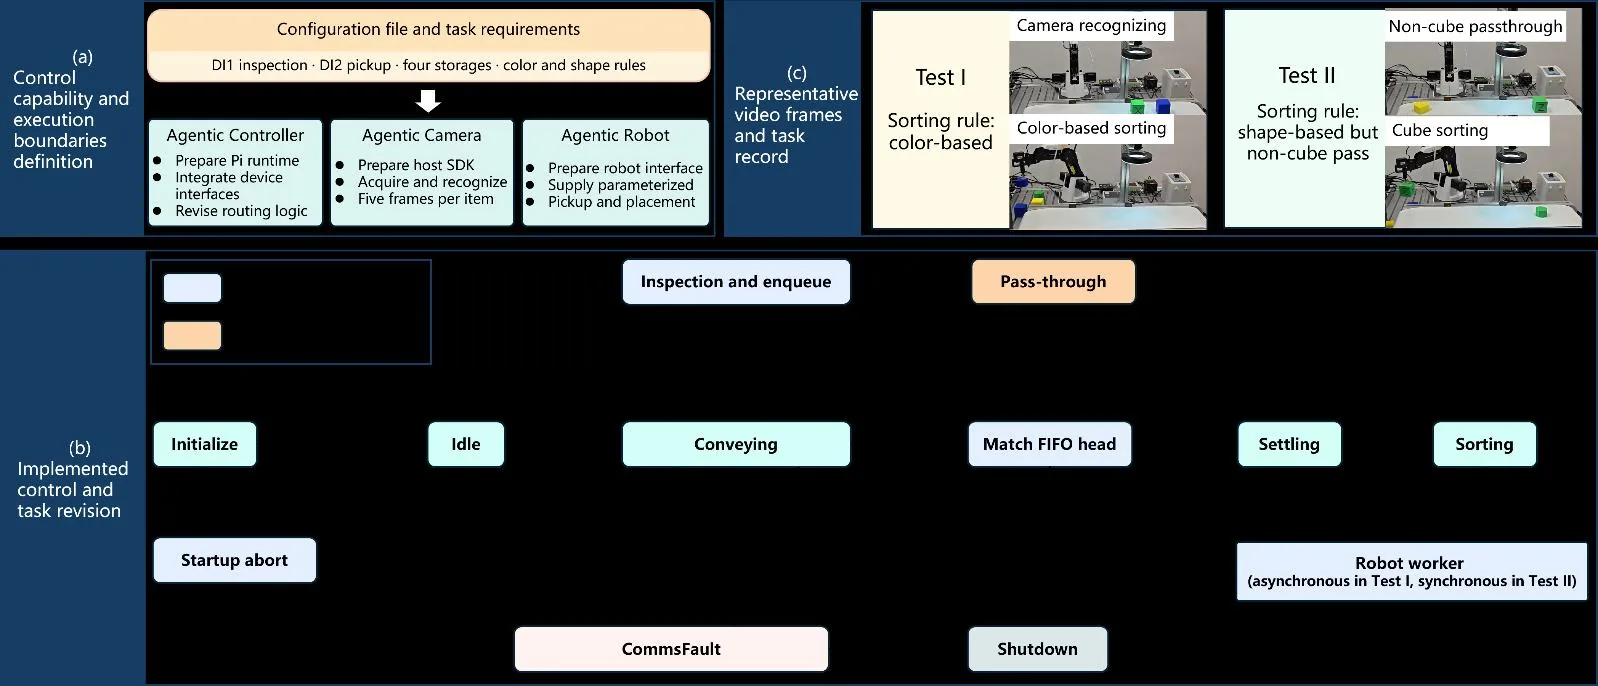 (a)
Control
capability and
execution
boundaries
definition
Configuration file and task requirements
DI1 inspection · DI2 pickup · four storages · color and shape rules
Agentic Controller
● Prepare Pi runtime
● Integrate device
interfaces
● Revise routing logic
Agentic Camera
● Prepare host SDK
● Acquire and recognize
● Five frames per item
Agentic Robot
● Prepare robot interface
● Supply parameterized
● Pickup and placement
(c)
Representative
video frames
and task
record
Test I
Sorting rule:
color-based
Camera recognizing
Color-based sorting
Test II
Sorting rule:
shape-based but
non-cube pass
Non-cube passthrough
Cube sorting
(b)
Implemented
control and
task revision
Inspection and enqueue
Pass-through
Initialize
Idle
Conveying
Match FIFO head
Settling
Sorting
Startup abort
Robot worker
(asynchronous in Test I, synchronous in Test II)
CommsFault
Shutdown